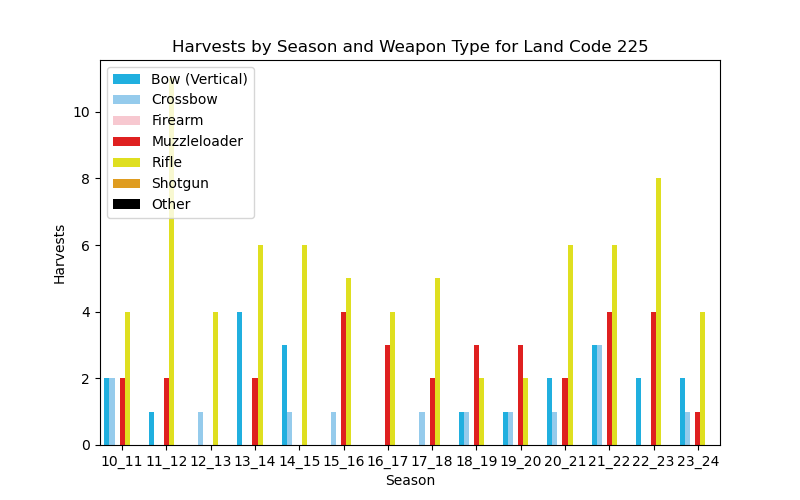 Harvests by Season and Weapon Type for Land Code 225
Bow (Vertical)
Crossbow
Firearm
Muzzleloader
Rifle
Shotgun
Other
10
8
6
4
2
0
Harvests
10_11 11_12 12_13 13_14 14_15 15_16 16_17 17_18 18_19 19_20 20_21 21_22 22_23 23_24
Season